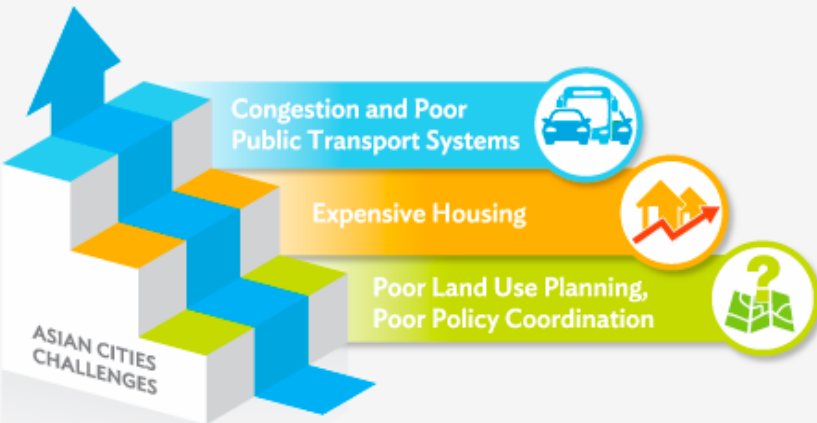 Congestion and Poor
Public Transport Systems
Expensive Housing
Poor Land Use Planning,
Poor Policy Coordination
ASIAN CITIES
CHALLENGES